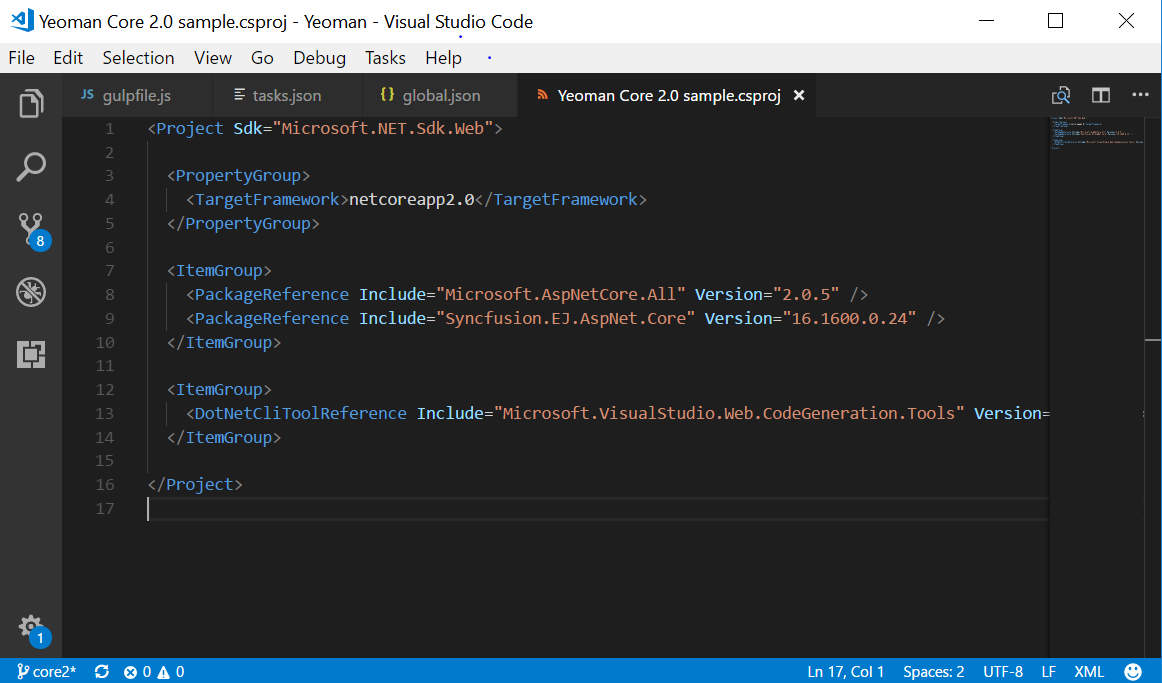 Yeoman Core 2.0 sample.csproj - Yeoman - Visual Studio Code
File Edit Selection View Go Debug Tasks Help
JS gulpfile.js tasks.json {} global.json Yeoman Core 2.0 sample.csproj
1 <Project Sdk="Microsoft.NET.Sdk.Web">
2
3 <PropertyGroup>
4 <TargetFramework>netcoreapp2.0</TargetFramework>
5 </PropertyGroup>
6
7 <ItemGroup>
8 <PackageReference Include="Microsoft.AspNetCore.All" Version="2.0.5" />
9 <PackageReference Include="Syncfusion.EJ.AspNet.Core" Version="16.1600.0.24" />
10 </ItemGroup>
11
12 <ItemGroup>
13 <DotNetCliToolReference Include="Microsoft.VisualStudio.Web.CodeGeneration.Tools" Version=
14 </ItemGroup>
15
16 </Project>
17
8
1
core2* 0 0 Ln 17, Col 1 Spaces: 2 UTF-8 LF XML